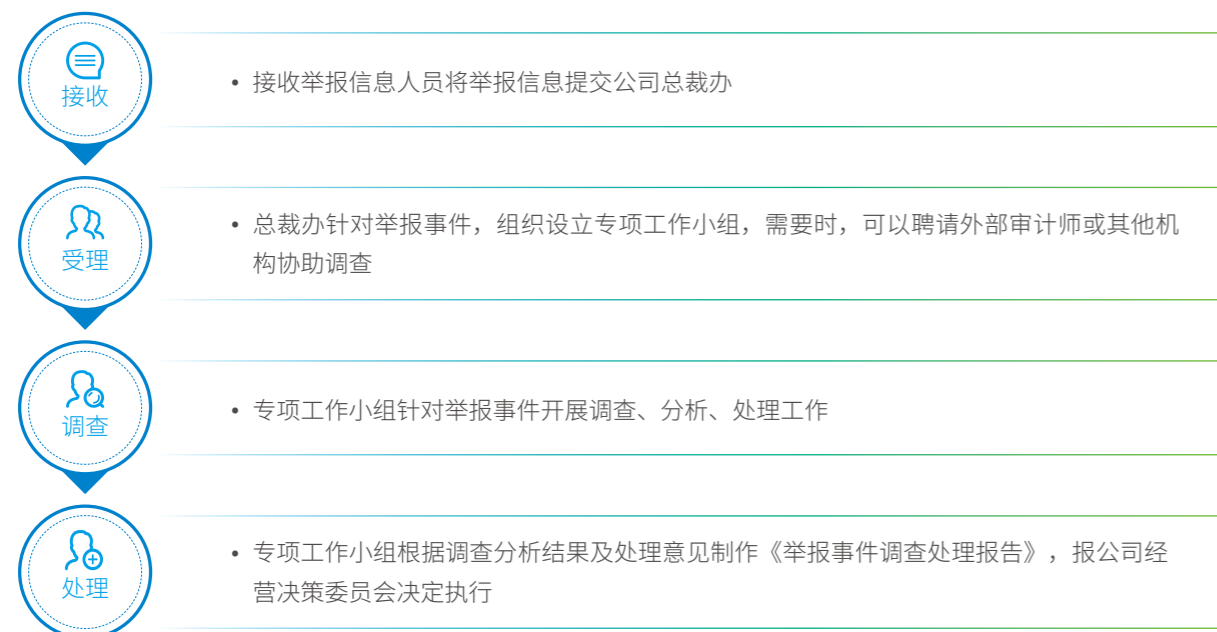 接收
• 接收举报信息人员将举报信息提交公司总裁办
受理
• 总裁办针对举报事件，组织设立专项工作小组，需要时，可以聘请外部审计师或其他机
构协助调查
调查
• 专项工作小组针对举报事件开展调查、分析、处理工作
处理
• 专项工作小组根据调查分析结果及处理意见制作《举报事件调查处理报告》，报公司经
营决策委员会决定执行